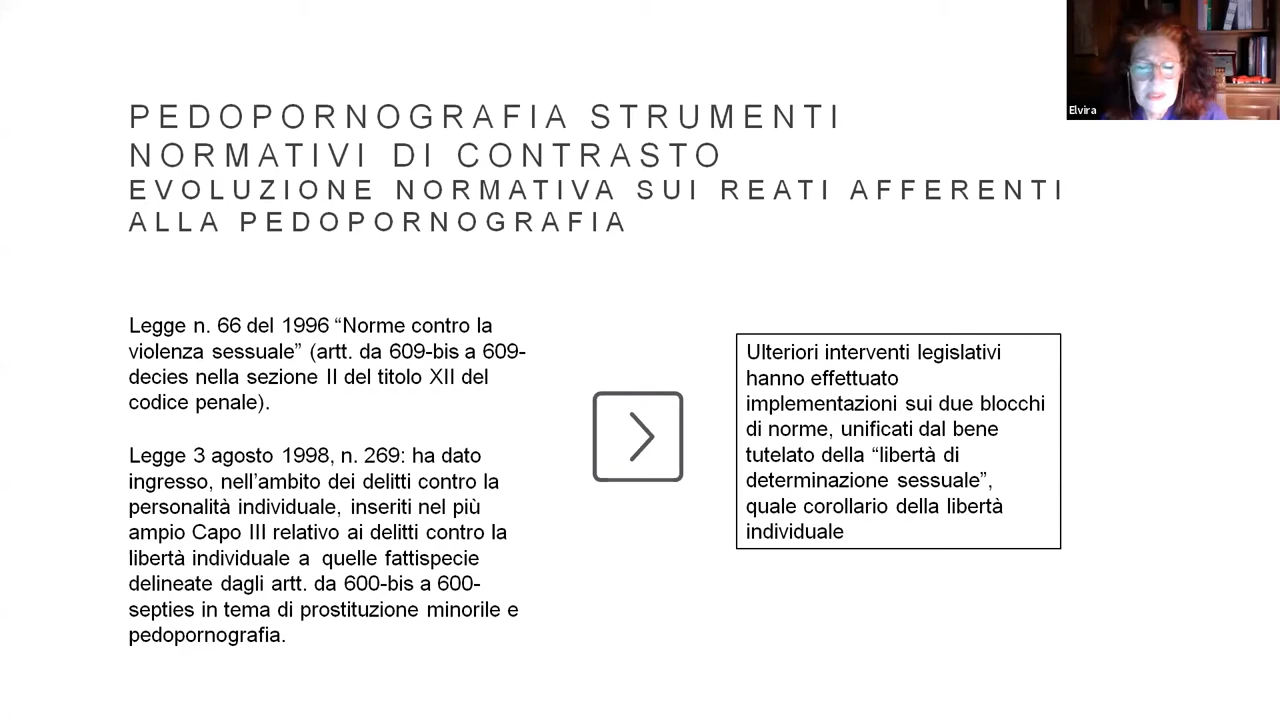 Elvira
PEDOPORNOGRAFIA STRUMENTI
NORMATIVI DI CONTRASTO
EVOLUZIONE NORMATIVA SUI REATI AFFERENTI
ALLA PEDOPORNOGRAFIA
Legge n. 66 del 1996 “Norme contro la
violenza sessuale” (artt. da 609-bis a 609-
decies nella sezione II del titolo XII del
codice penale).
Legge 3 agosto 1998, n. 269: ha dato
ingresso, nell’ambito dei delitti contro la
personalità individuale, inseriti nel più
ampio Capo III relativo ai delitti contro la
libertà individuale a quelle fattispecie
delineate dagli artt. da 600-bis a 600-
septies in tema di prostituzione minorile e
pedopornografia.
Ulteriori interventi legislativi
hanno effettuato
implementazioni sui due blocchi
di norme, unificati dal bene
tutelato della “libertà di
determinazione sessuale”,
quale corollario della libertà
individuale